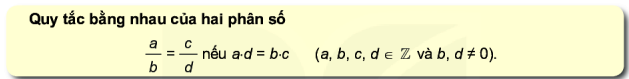 Quy tắc bằng nhau của hai phân số
a/b = c/d nếu a·d = b·c (a, b, c, d ∈ ℤ và b, d ≠ 0).